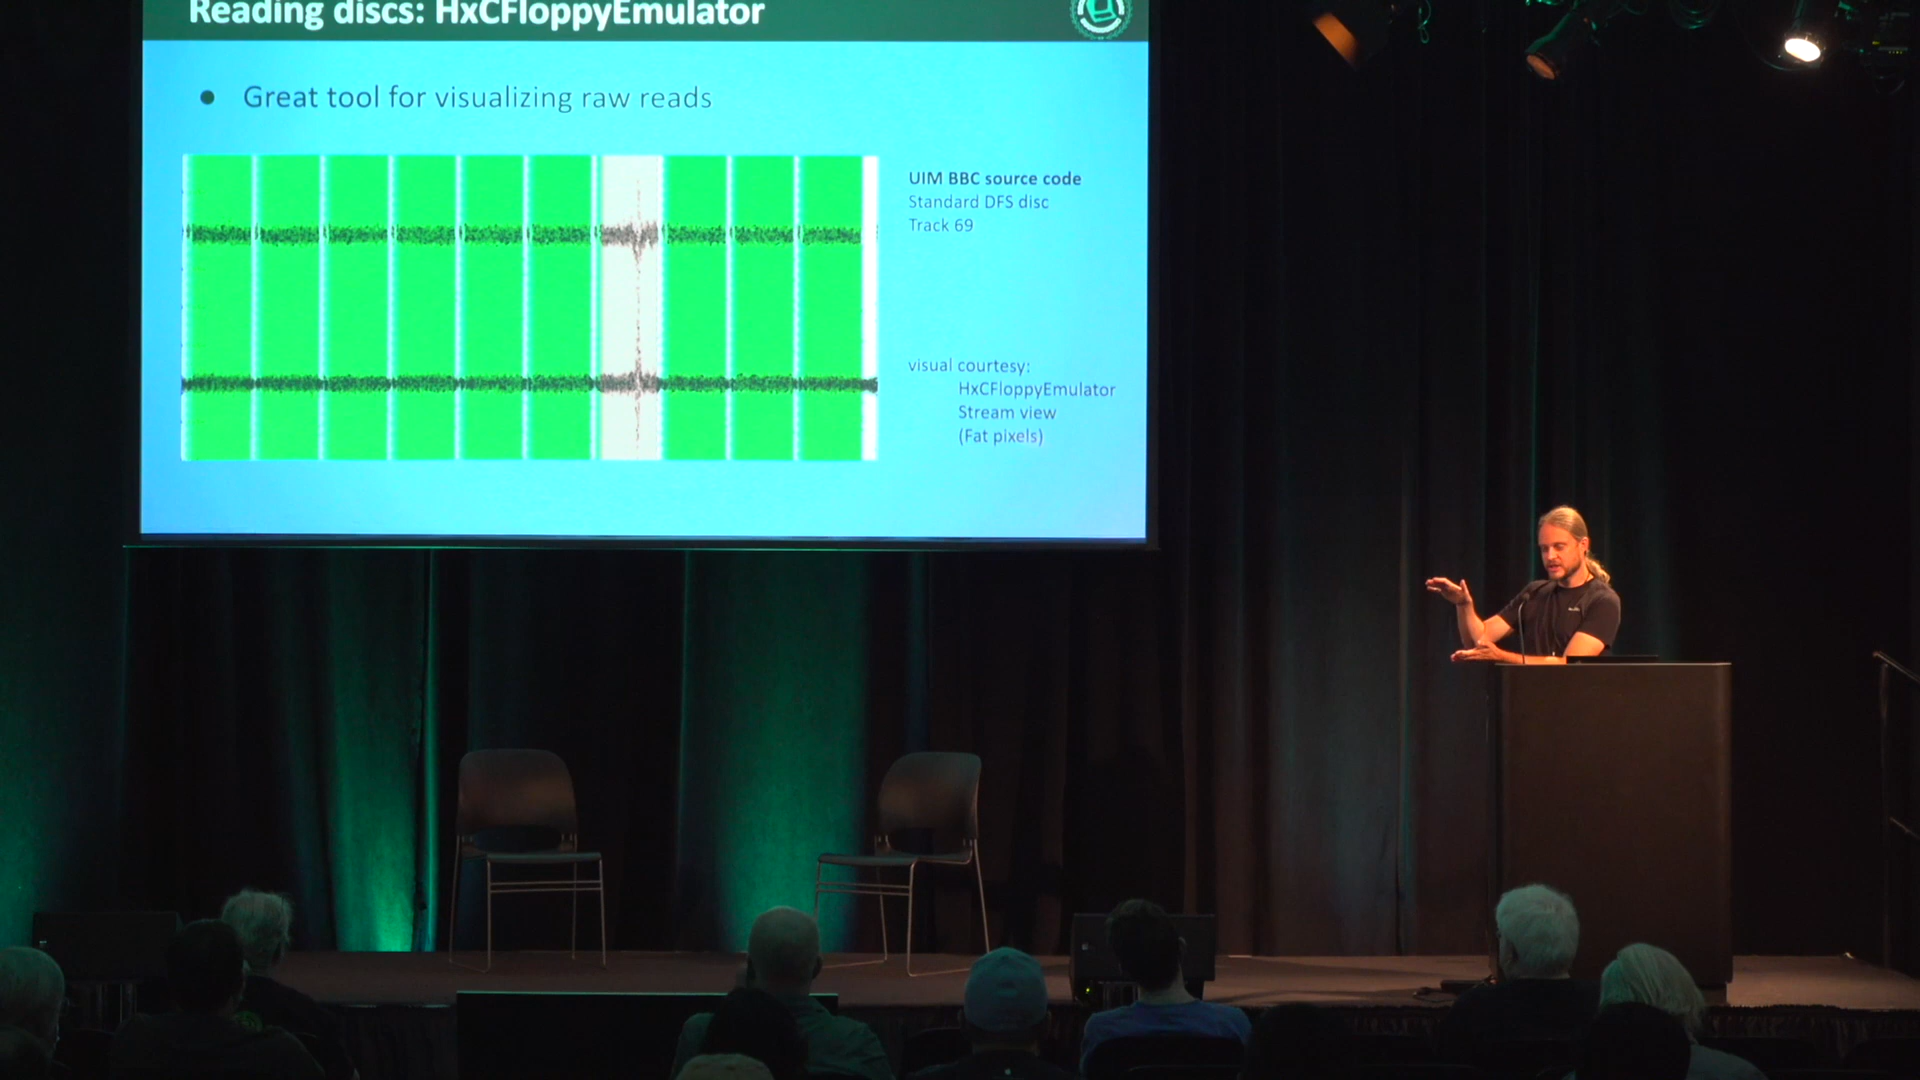 Reading discs: HxCFloppyEmulator
● Great tool for visualizing raw reads
UIM BBC source code
Standard DFS disc
Track 69
visual courtesy:
HxCFloppyEmulator
Stream view
(Fat pixels)